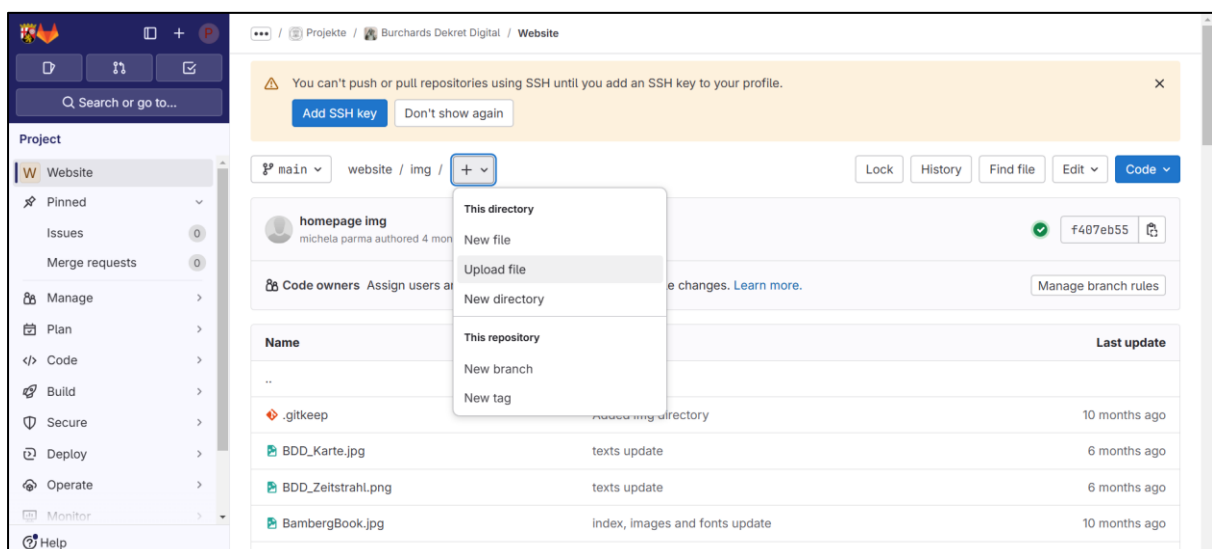 P
••• / Projekte / Burchards Dekret Digital / Website
Search or go to...
Project
W Website
Pinned
Issues 0
Merge requests 0
Manage
Plan
Code
Build
Secure
Deploy
Operate
Monitor
Help
You can't push or pull repositories using SSH until you add an SSH key to your profile.
Add SSH key Don't show again
main website / img / +
Lock History Find file Edit Code
This directory
New file
Upload file
New directory
This repository
New branch
New tag
homepage img
michela parma authored 4 mon
f407eb55
Code owners Assign users a e changes. Learn more.
Manage branch rules
Name Last update
..
.gitkeep Added img directory 10 months ago
BDD_Karte.jpg texts update 6 months ago
BDD_Zeitstrahl.png texts update 6 months ago
BambergBook.jpg index, images and fonts update 10 months ago